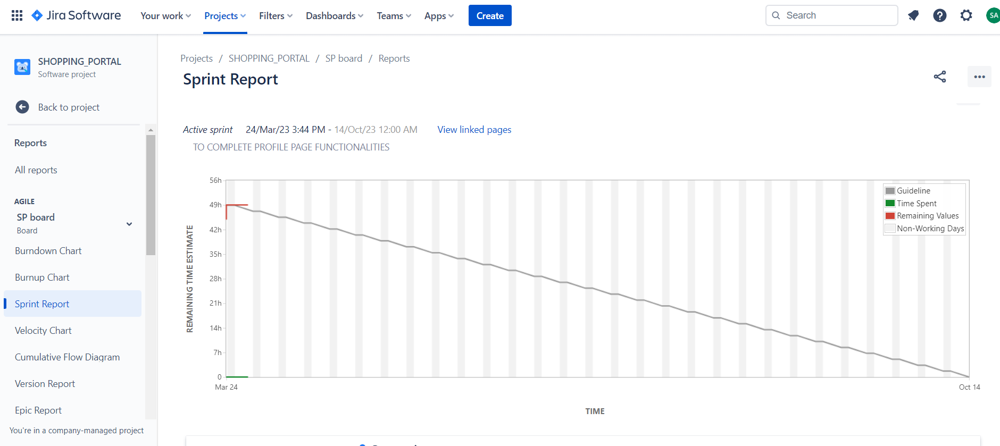 Jira Software Your work Projects Filters Dashboards Teams Apps Create Search SA
SHOPPING_PORTAL
Software project
Back to project
Reports
All reports
AGILE
SP board
Board
Burndown Chart
Burnup Chart
Sprint Report
Velocity Chart
Cumulative Flow Diagram
Version Report
Epic Report
You're in a company-managed project
Projects / SHOPPING_PORTAL / SP board / Reports
Sprint Report
Active sprint 24/Mar/23 3:44 PM - 14/Oct/23 12:00 AM View linked pages
TO COMPLETE PROFILE PAGE FUNCTIONALITIES
REMAINING TIME ESTIMATE
56h
49h
42h
35h
28h
21h
14h
7h
0
Guideline
Time Spent
Remaining Values
Non-Working Days
Mar 24 Oct 14
TIME